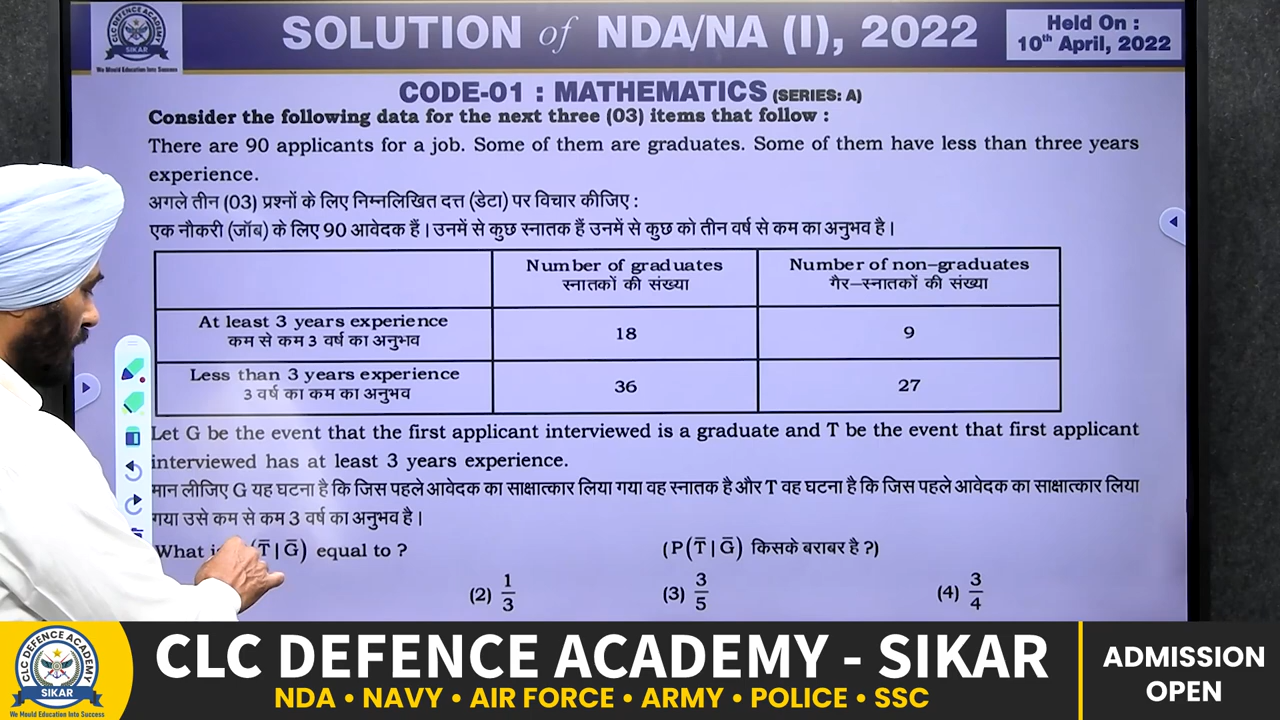 CLC DEFENCE ACADEMY
SIKAR
We Mould Education Into Success
SOLUTION of NDA/NA (I), 2022
Held On :
10th April, 2022
CODE-01 : MATHEMATICS (SERIES: A)
Consider the following data for the next three (03) items that follow :
There are 90 applicants for a job. Some of them are graduates. Some of them have less than three years
experience.
अगले तीन (03) प्रश्नों के लिए निम्नलिखित दत्त (डेटा) पर विचार कीजिए :
एक नौकरी (जॉब) के लिए 90 आवेदक हैं। उनमें से कुछ स्नातक हैं उनमें से कुछ को तीन वर्ष से कम का अनुभव है।
Number of graduates
स्नातकों की संख्या
Number of non-graduates
गैर–स्नातकों की संख्या
At least 3 years experience
कम से कम 3 वर्ष का अनुभव
18
9
Less than 3 years experience
3 वर्ष का कम का अनुभव
36
27
Let G be the event that the first applicant interviewed is a graduate and T be the event that first applicant
interviewed has at least 3 years experience.
मान लीजिए G यह घटना है कि जिस पहले आवेदक का साक्षात्कार लिया गया वह स्नातक है और T वह घटना है कि जिस पहले आवेदक का साक्षात्कार लिया
गया उसे कम से कम 3 वर्ष का अनुभव है।
What (T̅ | G̅) equal to ?
(P(T̅ | G̅) किसके बराबर है ?)
(2) 1/3
(3) 3/5
(4) 3/4
CLC DEFENCE ACADEMY
SIKAR
We Mould Education Into Success
CLC DEFENCE ACADEMY - SIKAR
NDA • NAVY • AIR FORCE • ARMY • POLICE • SSC
ADMISSION
OPEN